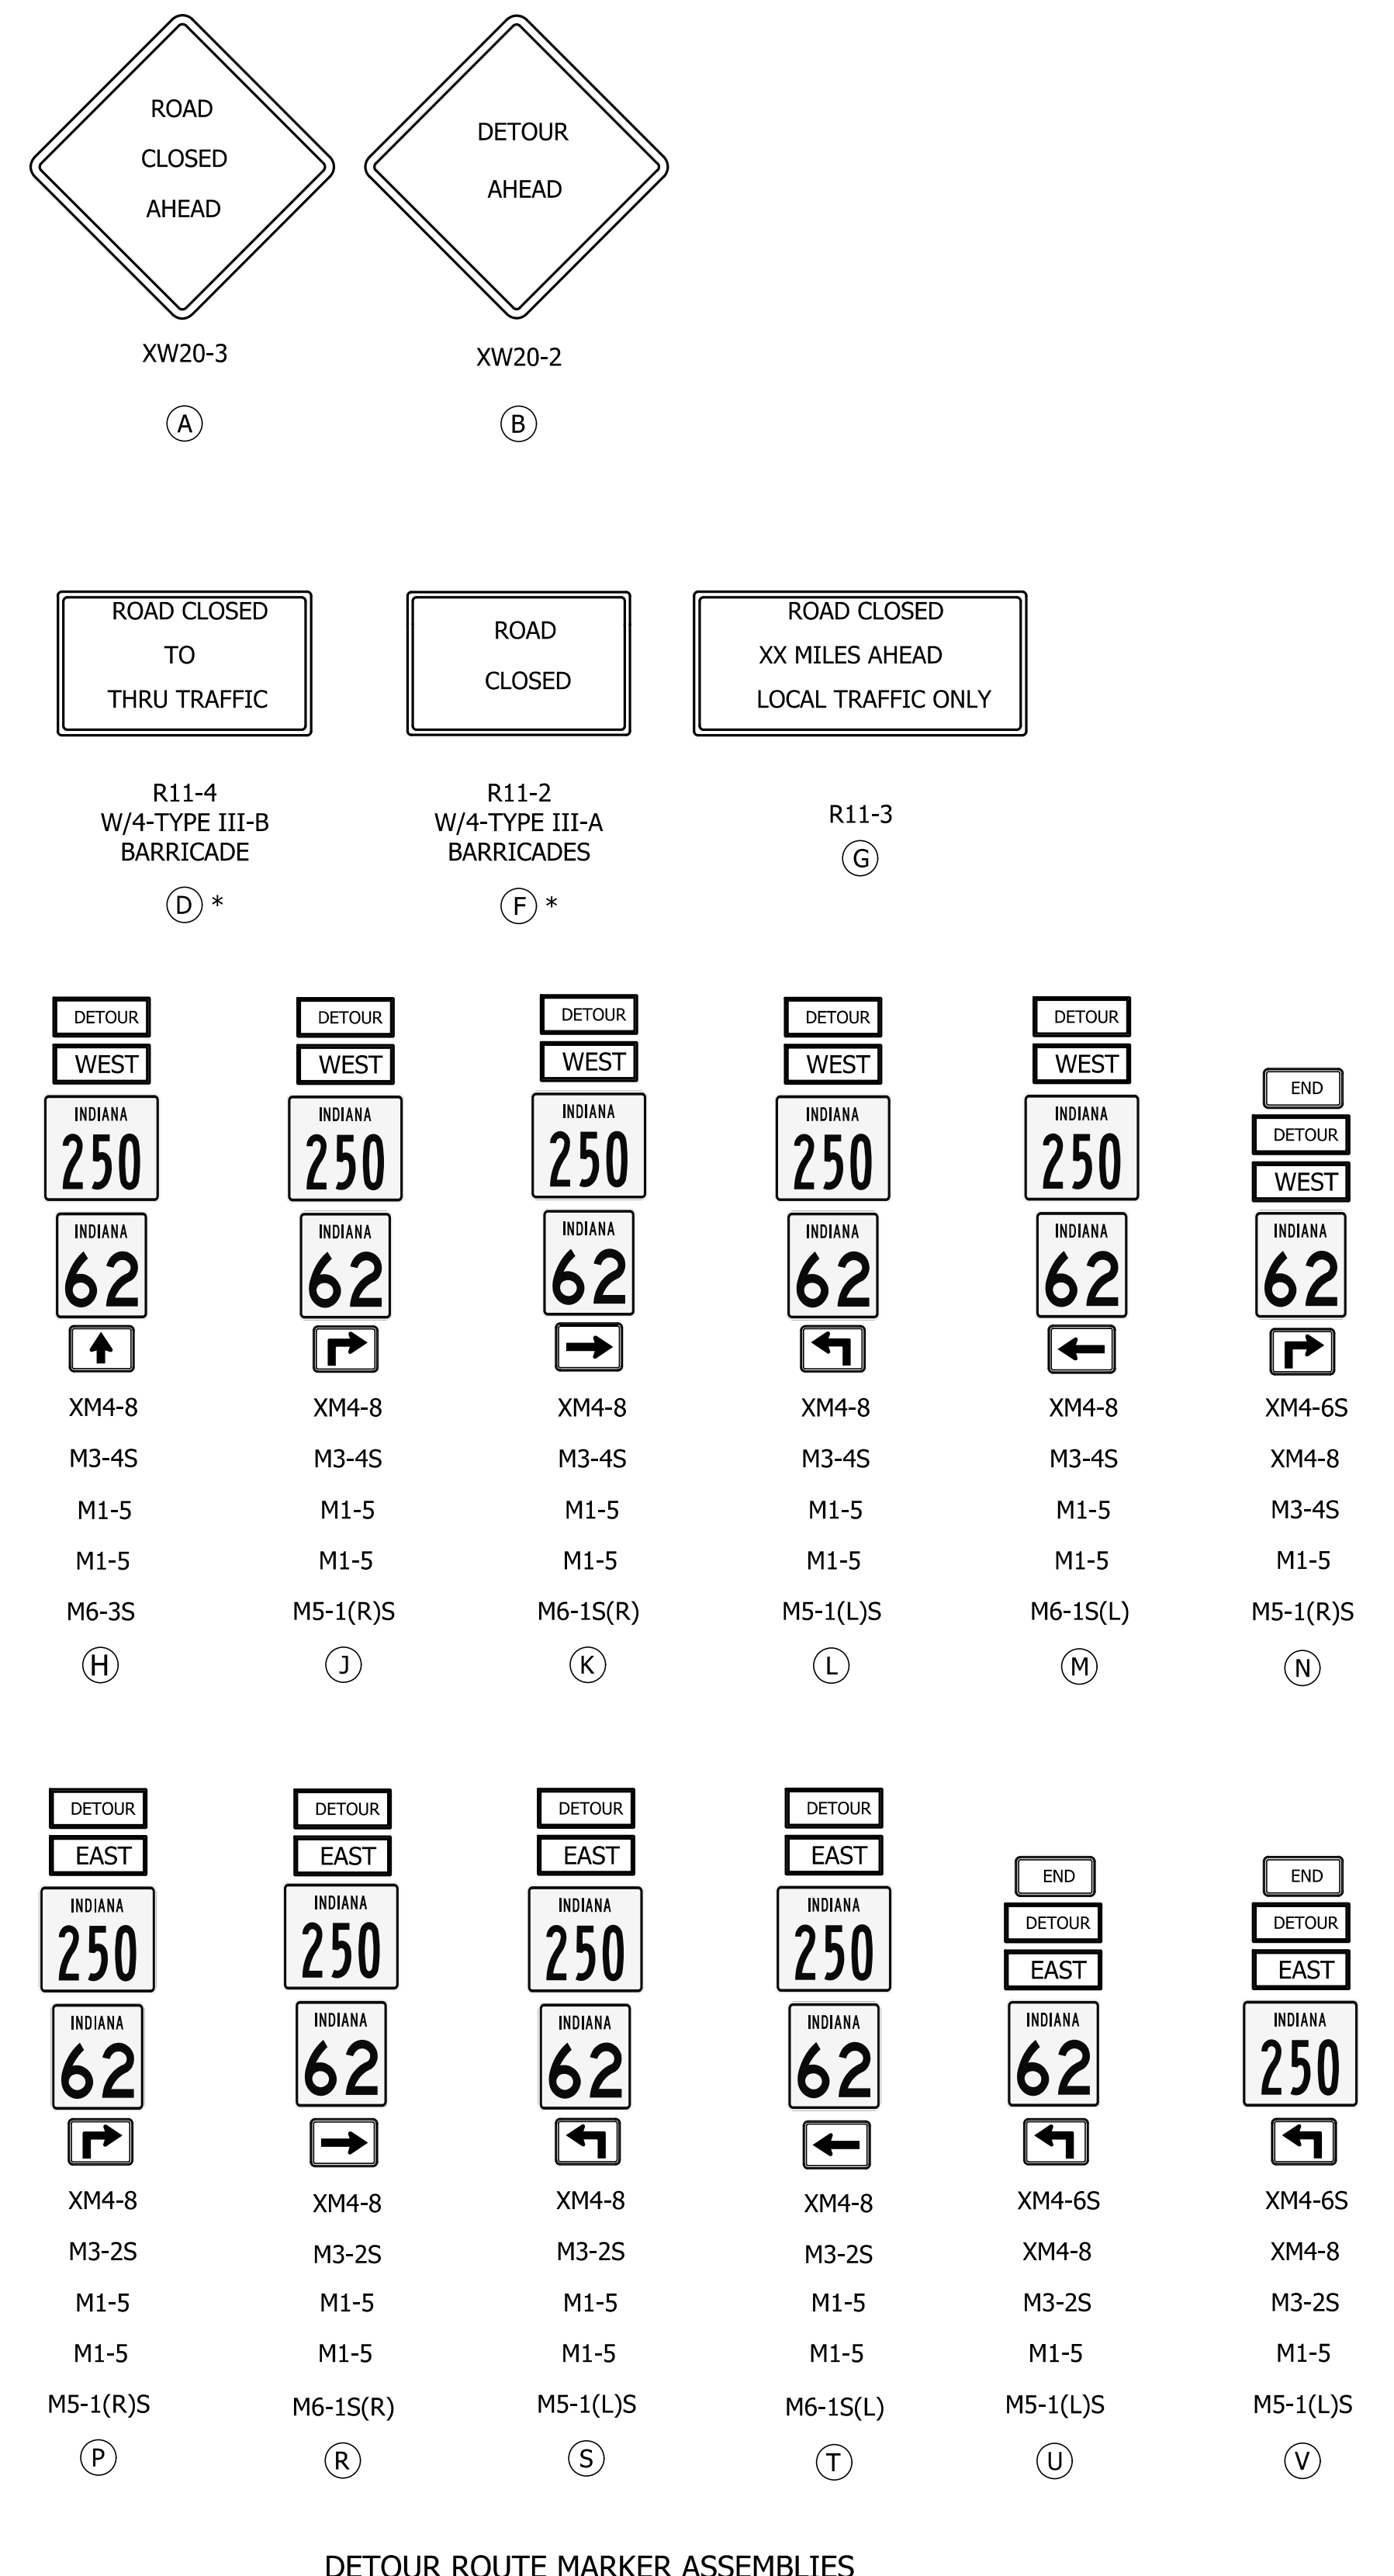 ROAD
CLOSED
AHEAD
XW20-3
A
DETOUR
AHEAD
XW20-2
B
ROAD CLOSED
TO
THRU TRAFFIC
R11-4
W/4-TYPE III-B
BARRICADE
D *
ROAD
CLOSED
R11-2
W/4-TYPE III-A
BARRICADES
F *
ROAD CLOSED
XX MILES AHEAD
LOCAL TRAFFIC ONLY
R11-3
G
DETOUR
WEST
INDIANA
250
INDIANA
62
XM4-8
M3-4S
M1-5
M1-5
M6-3S
H
DETOUR
WEST
INDIANA
250
INDIANA
62
XM4-8
M3-4S
M1-5
M1-5
M5-1(R)S
J
DETOUR
WEST
INDIANA
250
INDIANA
62
XM4-8
M3-4S
M1-5
M1-5
M6-1S(R)
K
DETOUR
WEST
INDIANA
250
INDIANA
62
XM4-8
M3-4S
M1-5
M1-5
M5-1(L)S
L
DETOUR
WEST
INDIANA
250
INDIANA
62
XM4-8
M3-4S
M1-5
M1-5
M6-1S(L)
M
END
DETOUR
WEST
INDIANA
62
XM4-6S
XM4-8
M3-4S
M1-5
M5-1(R)S
N
DETOUR
EAST
INDIANA
250
INDIANA
62
XM4-8
M3-2S
M1-5
M1-5
M5-1(R)S
P
DETOUR
EAST
INDIANA
250
INDIANA
62
XM4-8
M3-2S
M1-5
M1-5
M6-1S(R)
R
DETOUR
EAST
INDIANA
250
INDIANA
62
XM4-8
M3-2S
M1-5
M1-5
M5-1(L)S
S
DETOUR
EAST
INDIANA
250
INDIANA
62
XM4-8
M3-2S
M1-5
M1-5
M6-1S(L)
T
END
DETOUR
EAST
INDIANA
62
XM4-6S
XM4-8
M3-2S
M1-5
M5-1(L)S
U
END
DETOUR
EAST
INDIANA
250
XM4-6S
XM4-8
M3-2S
M1-5
M5-1(L)S
V
DETOUR ROUTE MARKER ASSEMBLIES